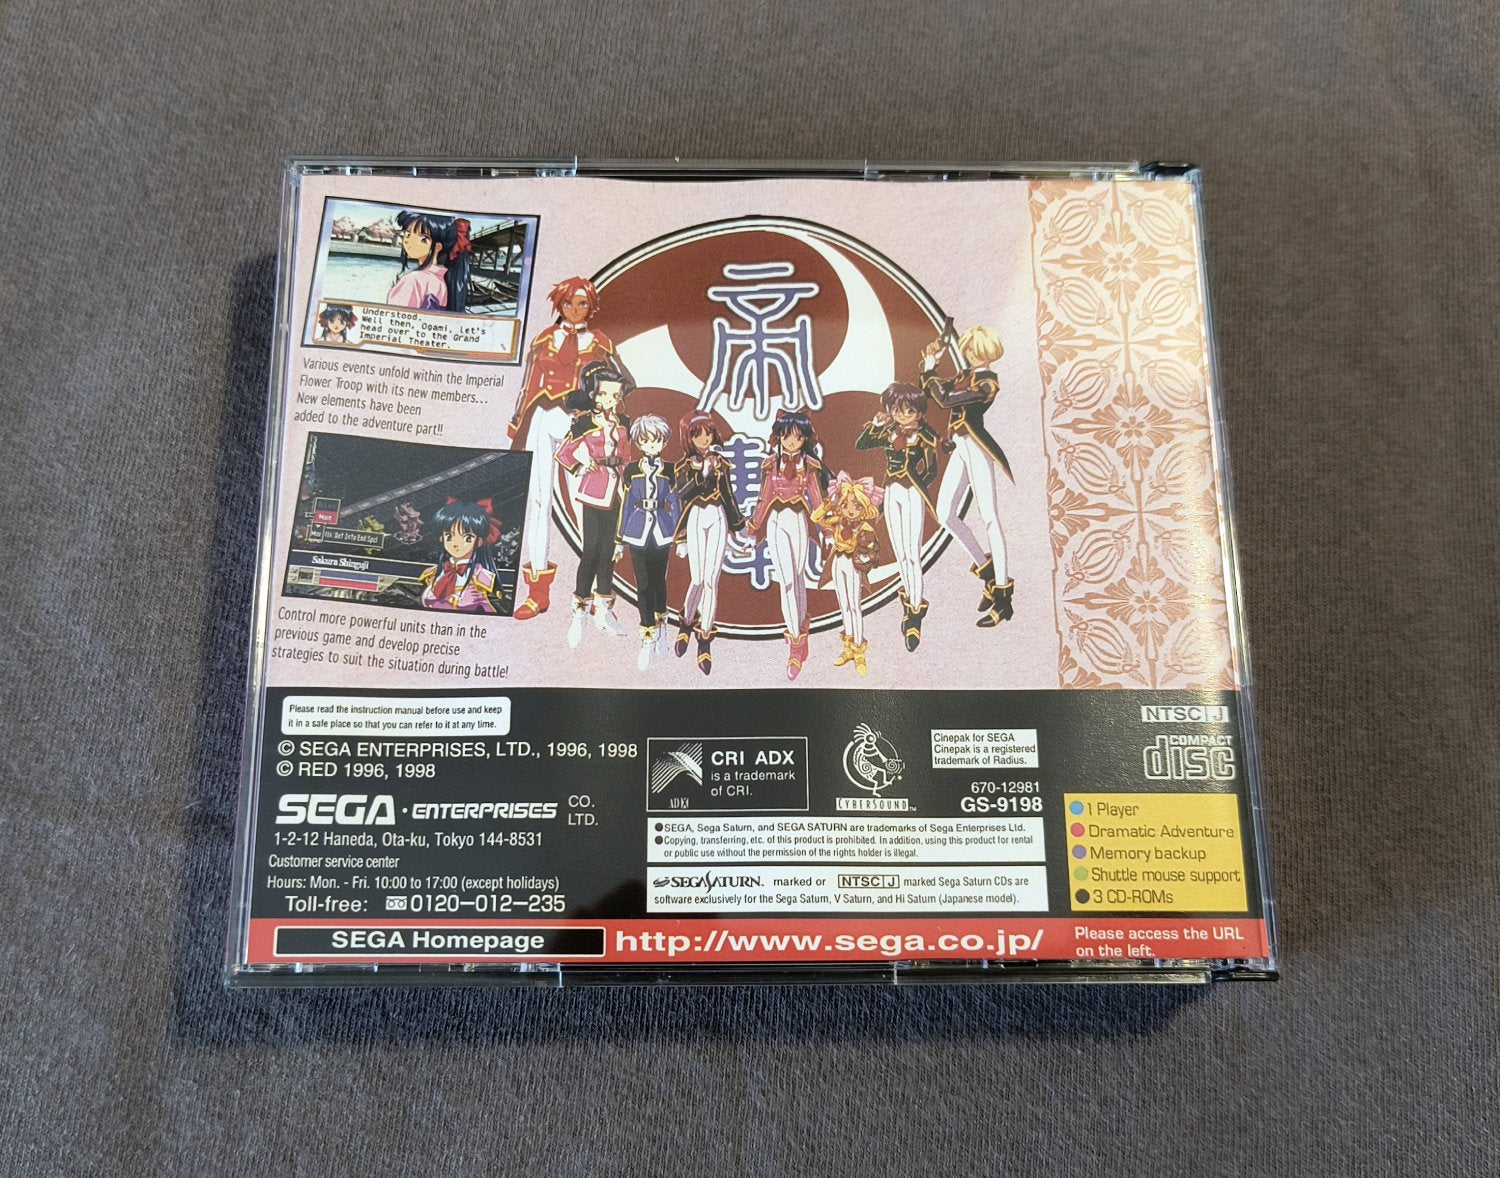 Understood.
Well then, Ogami, Let's
head over to the Grand
Imperial Theater.
Various events unfold within the Imperial
Flower Troop with its new members...
New elements have been
added to the adventure part!!
Move
Def Info End Spcl
Sakura Shinguji
Control more powerful units than in the
previous game and develop precise
strategies to suit the situation during battle!
帝
Please read the instruction manual before use and keep
it in a safe place so that you can refer to it at any time.
© SEGA ENTERPRISES, LTD., 1996, 1998
© RED 1996, 1998
SEGA · ENTERPRISES CO.
LTD.
1-2-12 Haneda, Ota-ku, Tokyo 144-8531
Customer service center
Hours: Mon. - Fri. 10:00 to 17:00 (except holidays)
Toll-free: 0120-012-235
CRI ADX
is a trademark
of CRI.
ADX
CYBERSOUND™
Cinepak for SEGA
Cinepak is a registered
trademark of Radius.
670-12981
GS-9198
●SEGA, Sega Saturn, and SEGA SATURN are trademarks of Sega Enterprises Ltd.
●Copying, transferring, etc. of this product is prohibited. In addition, using this product for rental
or public use without the permission of the rights holder is illegal.
SEGA SATURN™ marked or NTSC J marked Sega Saturn CDs are
software exclusively for the Sega Saturn, V Saturn, and Hi Saturn (Japanese model).
NTSC J
COMPACT
disc
1 Player
Dramatic Adventure
Memory backup
Shuttle mouse support
3 CD-ROMs
SEGA Homepage
http://www.sega.co.jp/
Please access the URL
on the left.